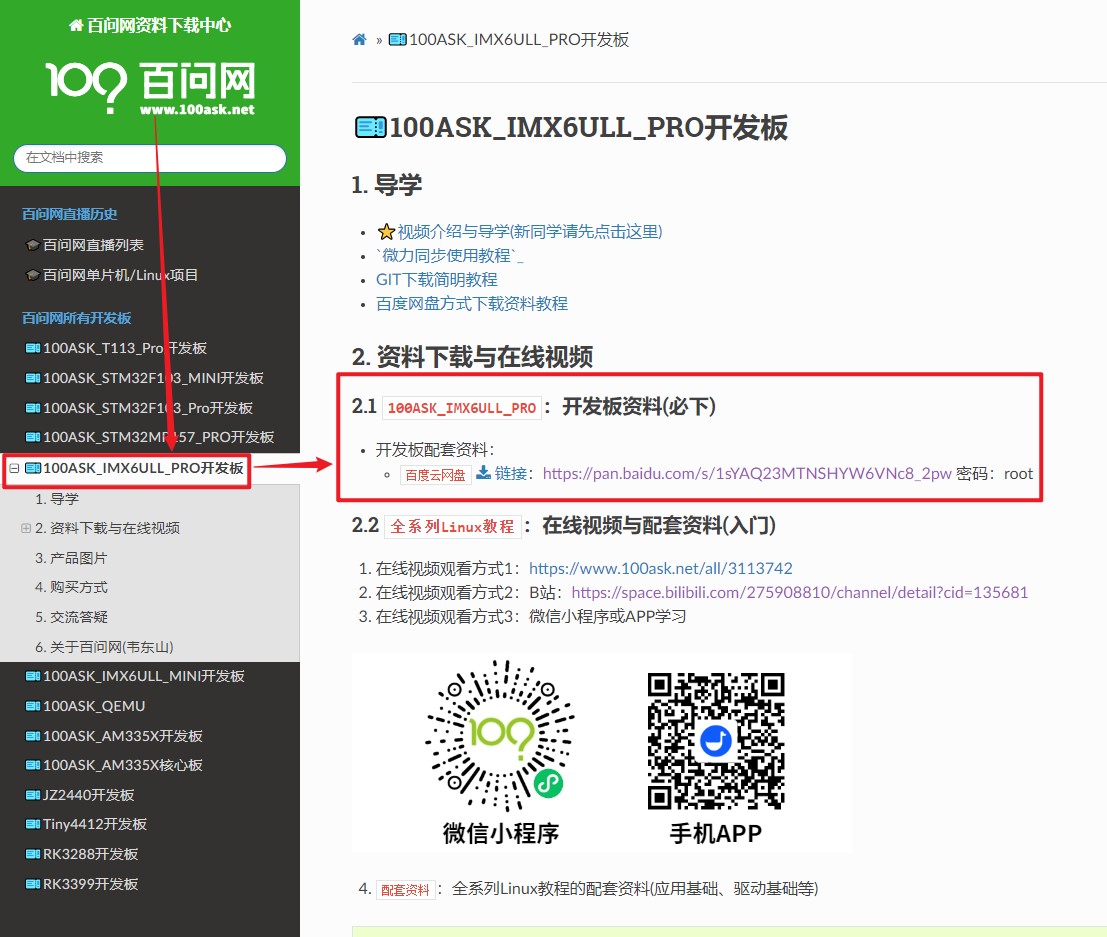 百问网资料下载中心
100 百问网
www.100ask.net
在文档中搜索
百问网直播历史
百问网直播列表
百问网单片机/Linux项目
百问网所有开发板
100ASK_T113_Pro开发板
100ASK_STM32F103_MINI开发板
100ASK_STM32F103_Pro开发板
100ASK_STM32MP157_PRO开发板
100ASK_IMX6ULL_PRO开发板
1. 导学
2. 资料下载与在线视频
3. 产品图片
4. 购买方式
5. 交流答疑
6. 关于百问网(韦东山)
100ASK_IMX6ULL_MINI开发板
100ASK_QEMU
100ASK_AM335X开发板
100ASK_AM335X核心板
JZ2440开发板
Tiny4412开发板
RK3288开发板
RK3399开发板
» 100ASK_IMX6ULL_PRO开发板
100ASK_IMX6ULL_PRO开发板
1. 导学
视频介绍与导学(新同学请先点击这里)
`微力同步使用教程`_
GIT下载简明教程
百度网盘方式下载资料教程
2. 资料下载与在线视频
2.1 100ASK_IMX6ULL_PRO : 开发板资料(必下)
开发板配套资料:
百度云网盘 链接: https://pan.baidu.com/s/1sYAQ23MTNSHYW6VNc8_2pw 密码: root
2.2 全系列Linux教程 : 在线视频与配套资料(入门)
1. 在线视频观看方式1: https://www.100ask.net/all/3113742
2. 在线视频观看方式2: B站: https://space.bilibili.com/275908810/channel/detail?cid=135681
3. 在线视频观看方式3: 微信小程序或APP学习
100
微信小程序 手机APP
4. 配套资料 : 全系列Linux教程的配套资料(应用基础、驱动基础等)